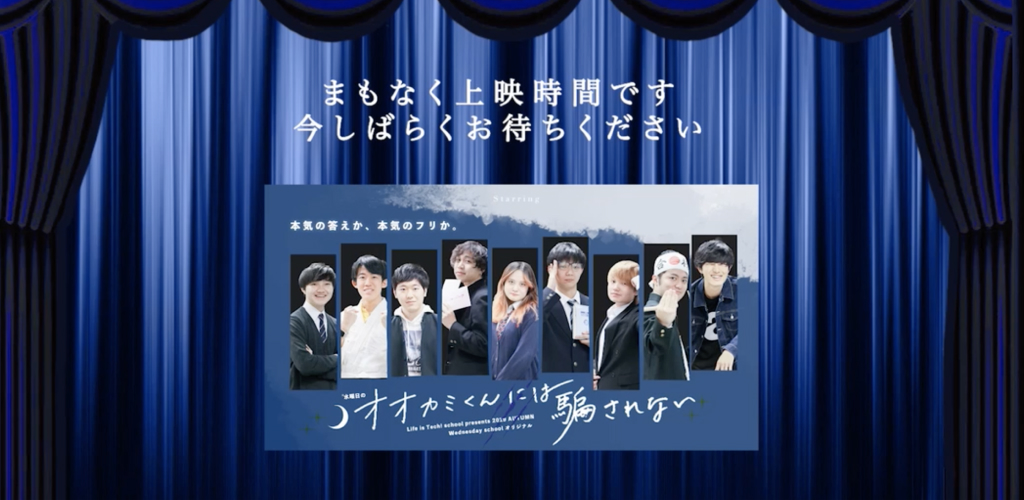 まもなく上映時間です
今しばらくお待ちください
Starring
本気の答えか、本気のフリか。
水曜日の
オオカミくんには騙されない
Life is Tech! school presents 2019 AUTUMN
Wednesday school オリジナル